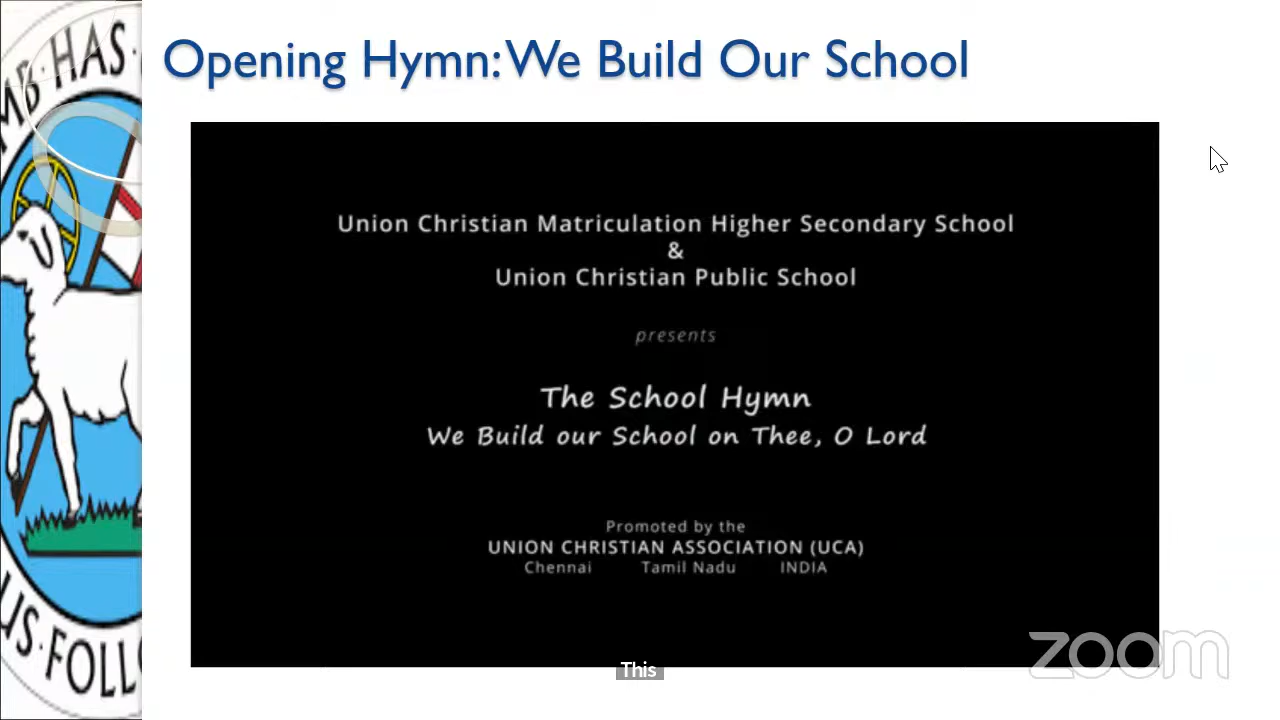 Opening Hymn: We Build Our School
Union Christian Matriculation Higher Secondary School
&
Union Christian Public School
presents
The School Hymn
We Build our School on Thee, O Lord
Promoted by the
UNION CHRISTIAN ASSOCIATION (UCA)
Chennai Tamil Nadu INDIA
zoom
This
HAS
FOLL